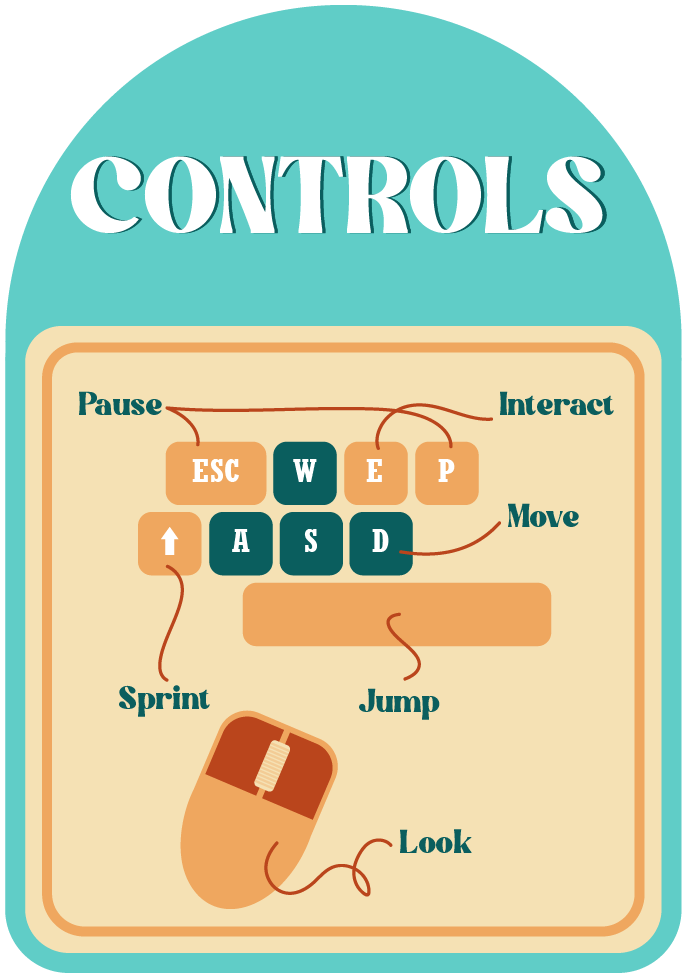 CONTROLS
Pause
Interact
ESC W E P
Move
A S D
Sprint
Jump
Look